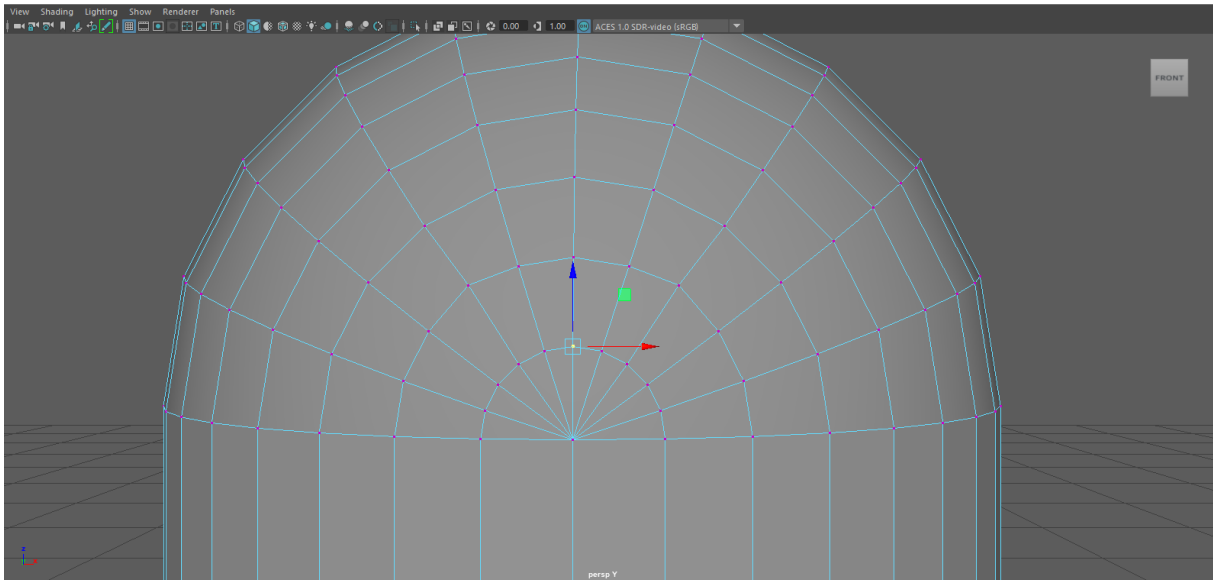 View Shading Lighting Show Renderer Panels
0.00 1.00 ACES 1.0 SDR-video (sRGB)
FRONT
persp Y